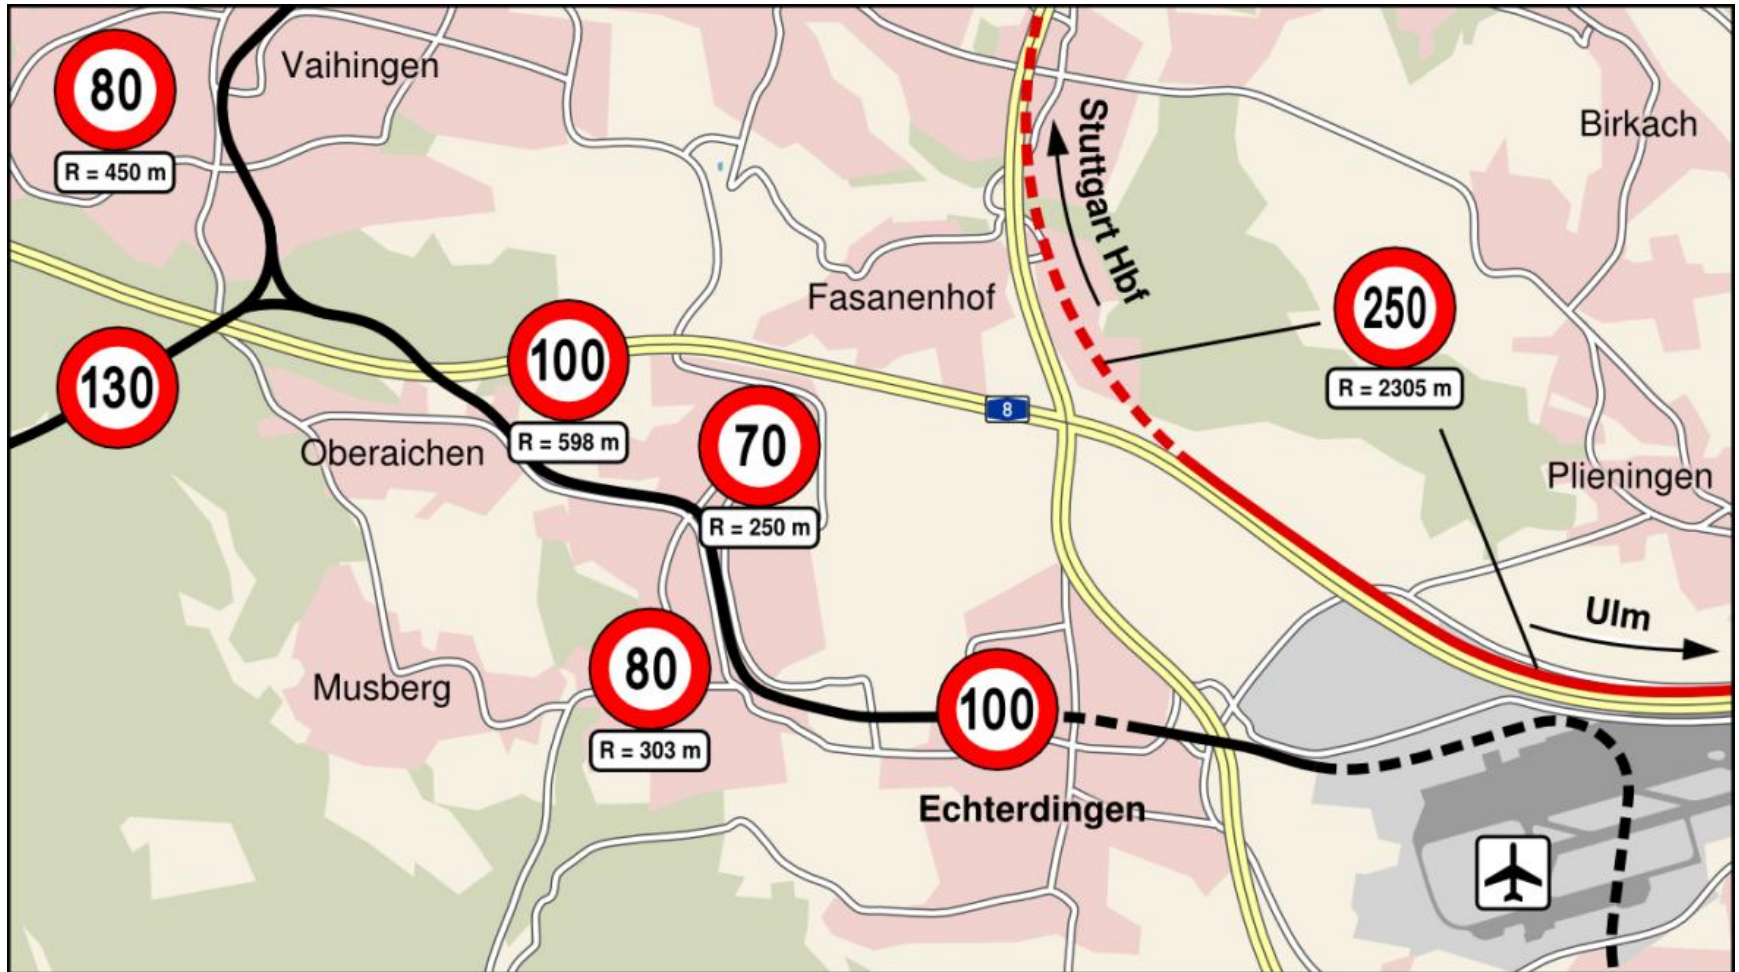 80
R = 450 m
Vaihingen
Birkach
Stuttgart Hbf
250
R = 2305 m
Fasanenhof
130
100
R = 598 m
8
70
R = 250 m
Oberaichen
Plieningen
Ulm
Musberg
80
R = 303 m
100
Echterdingen